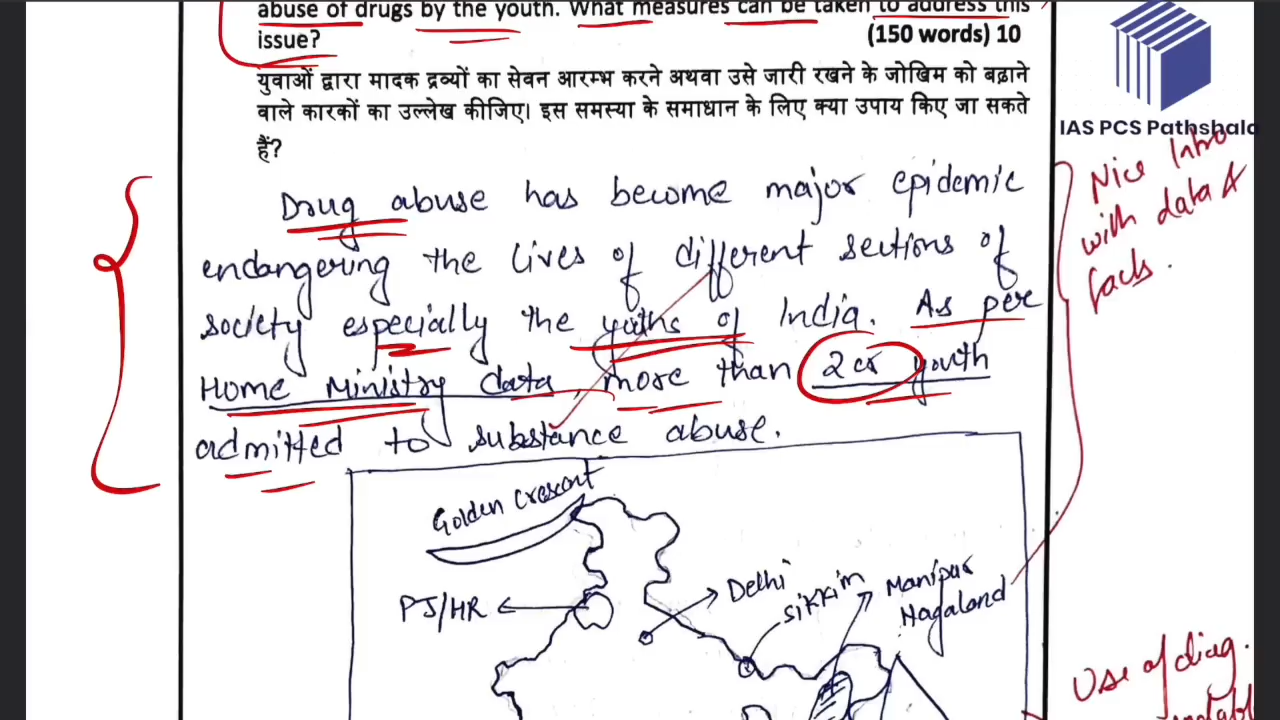 abuse of drugs by the youth. What measures can be taken to address this
issue? (150 words) 10
युवाओं द्वारा मादक द्रव्यों का सेवन आरम्भ करने अथवा उसे जारी रखने के जोखिम को बढ़ाने
वाले कारकों का उल्लेख कीजिए। इस समस्या के समाधान के लिए क्या उपाय किए जा सकते
हैं?
IAS PCS Pathshala
Nice Intro
with data &
facts.
Drug abuse has become major epidemic
endangering the lives of different sections of
society especially the youths of India. As per
Home Ministry data, more than 2 cr youth
admitted to substance abuse.
Golden Crescent
PJ/HR
Delhi
Sikkim
Manipur
Nagaland
Use of diag.